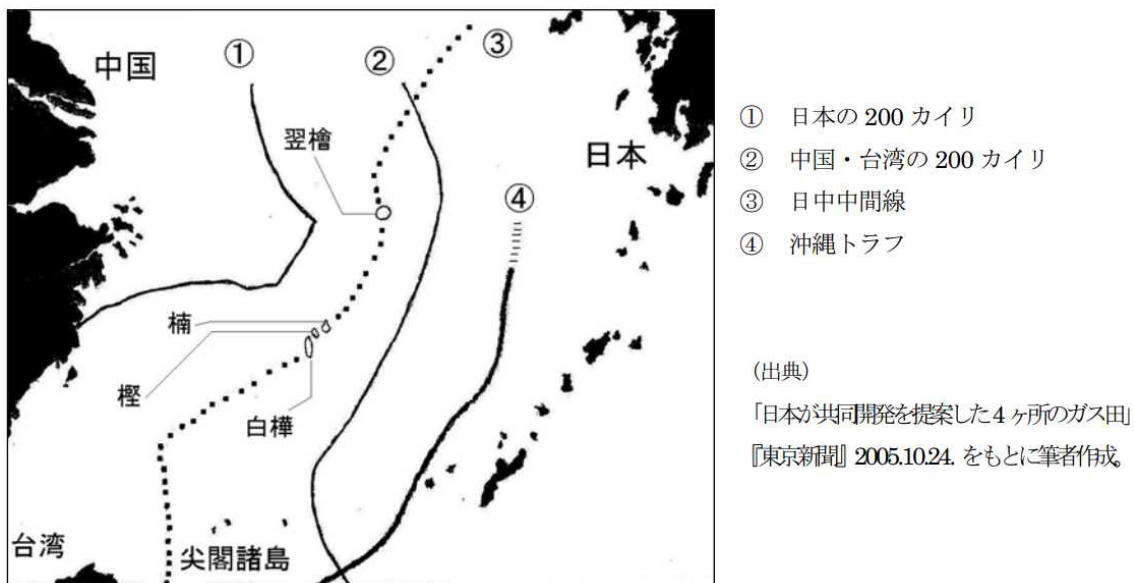 中国
①
②
③
翌檜
日本
④
楠
樫
白樺
台湾
尖閣諸島
① 日本の 200 カイリ
② 中国・台湾の 200 カイリ
③ 日中中間線
④ 沖縄トラフ
(出典)
「日本が共同開発を提案した4ヶ所のガス田」
『東京新聞』2005.10.24. をもとに筆者作成。